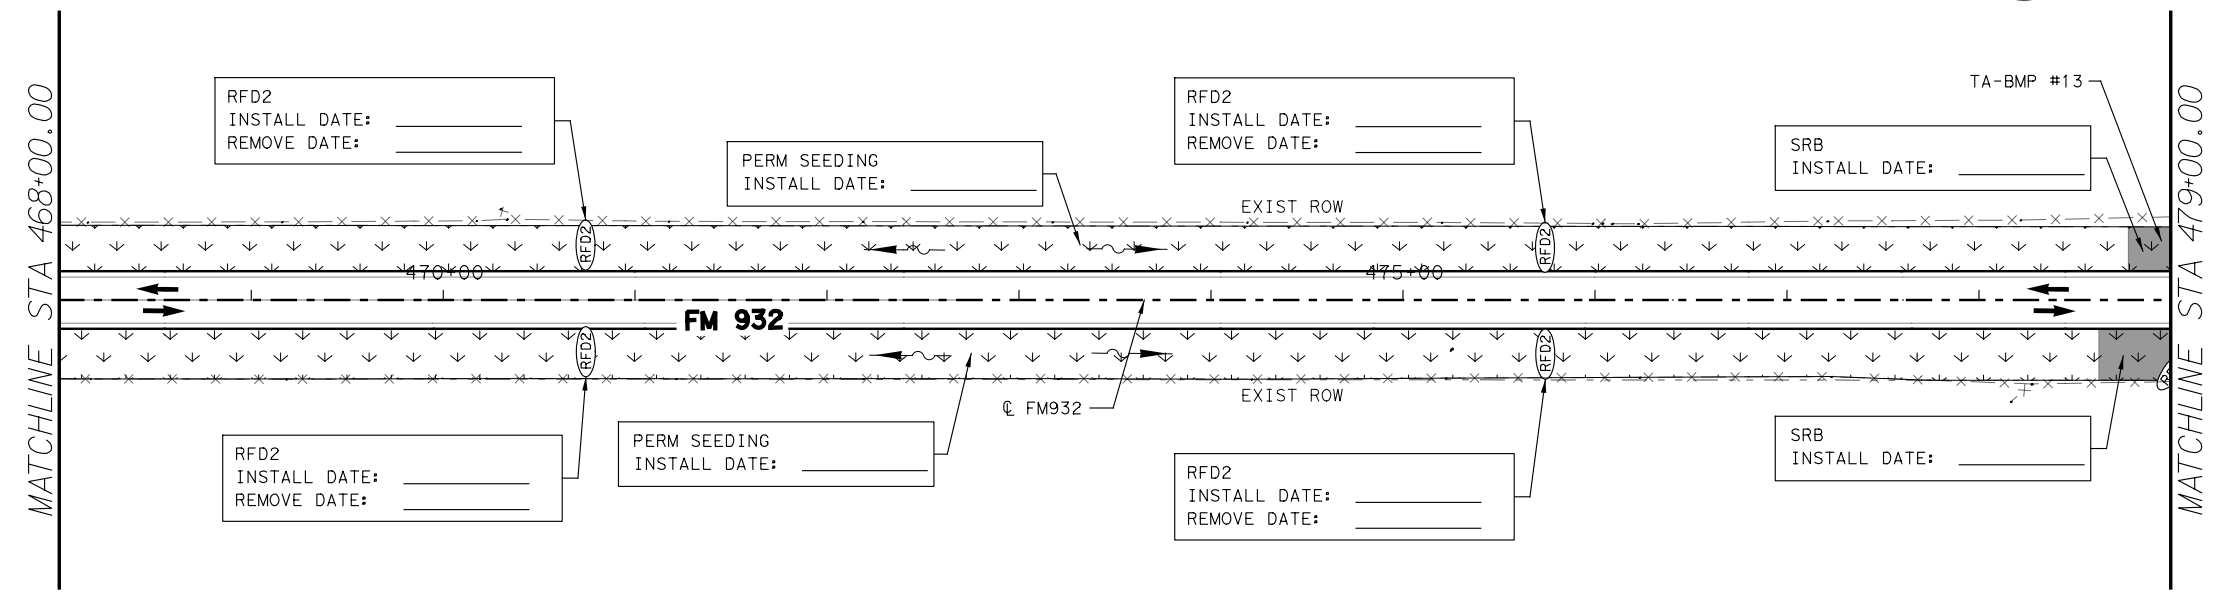 MATCHLINE STA 468+00.00
RFD2
INSTALL DATE:
REMOVE DATE:
PERM SEEDING
INSTALL DATE:
RFD2
INSTALL DATE:
REMOVE DATE:
TA-BMP #13
SRB
INSTALL DATE:
EXIST ROW
RFD2
RFD2
470+00
475+00
FM 932
RFD2
RFD2
℄ FM932
EXIST ROW
RFD2
INSTALL DATE:
REMOVE DATE:
PERM SEEDING
INSTALL DATE:
RFD2
INSTALL DATE:
REMOVE DATE:
SRB
INSTALL DATE:
MATCHLINE STA 479+00.00